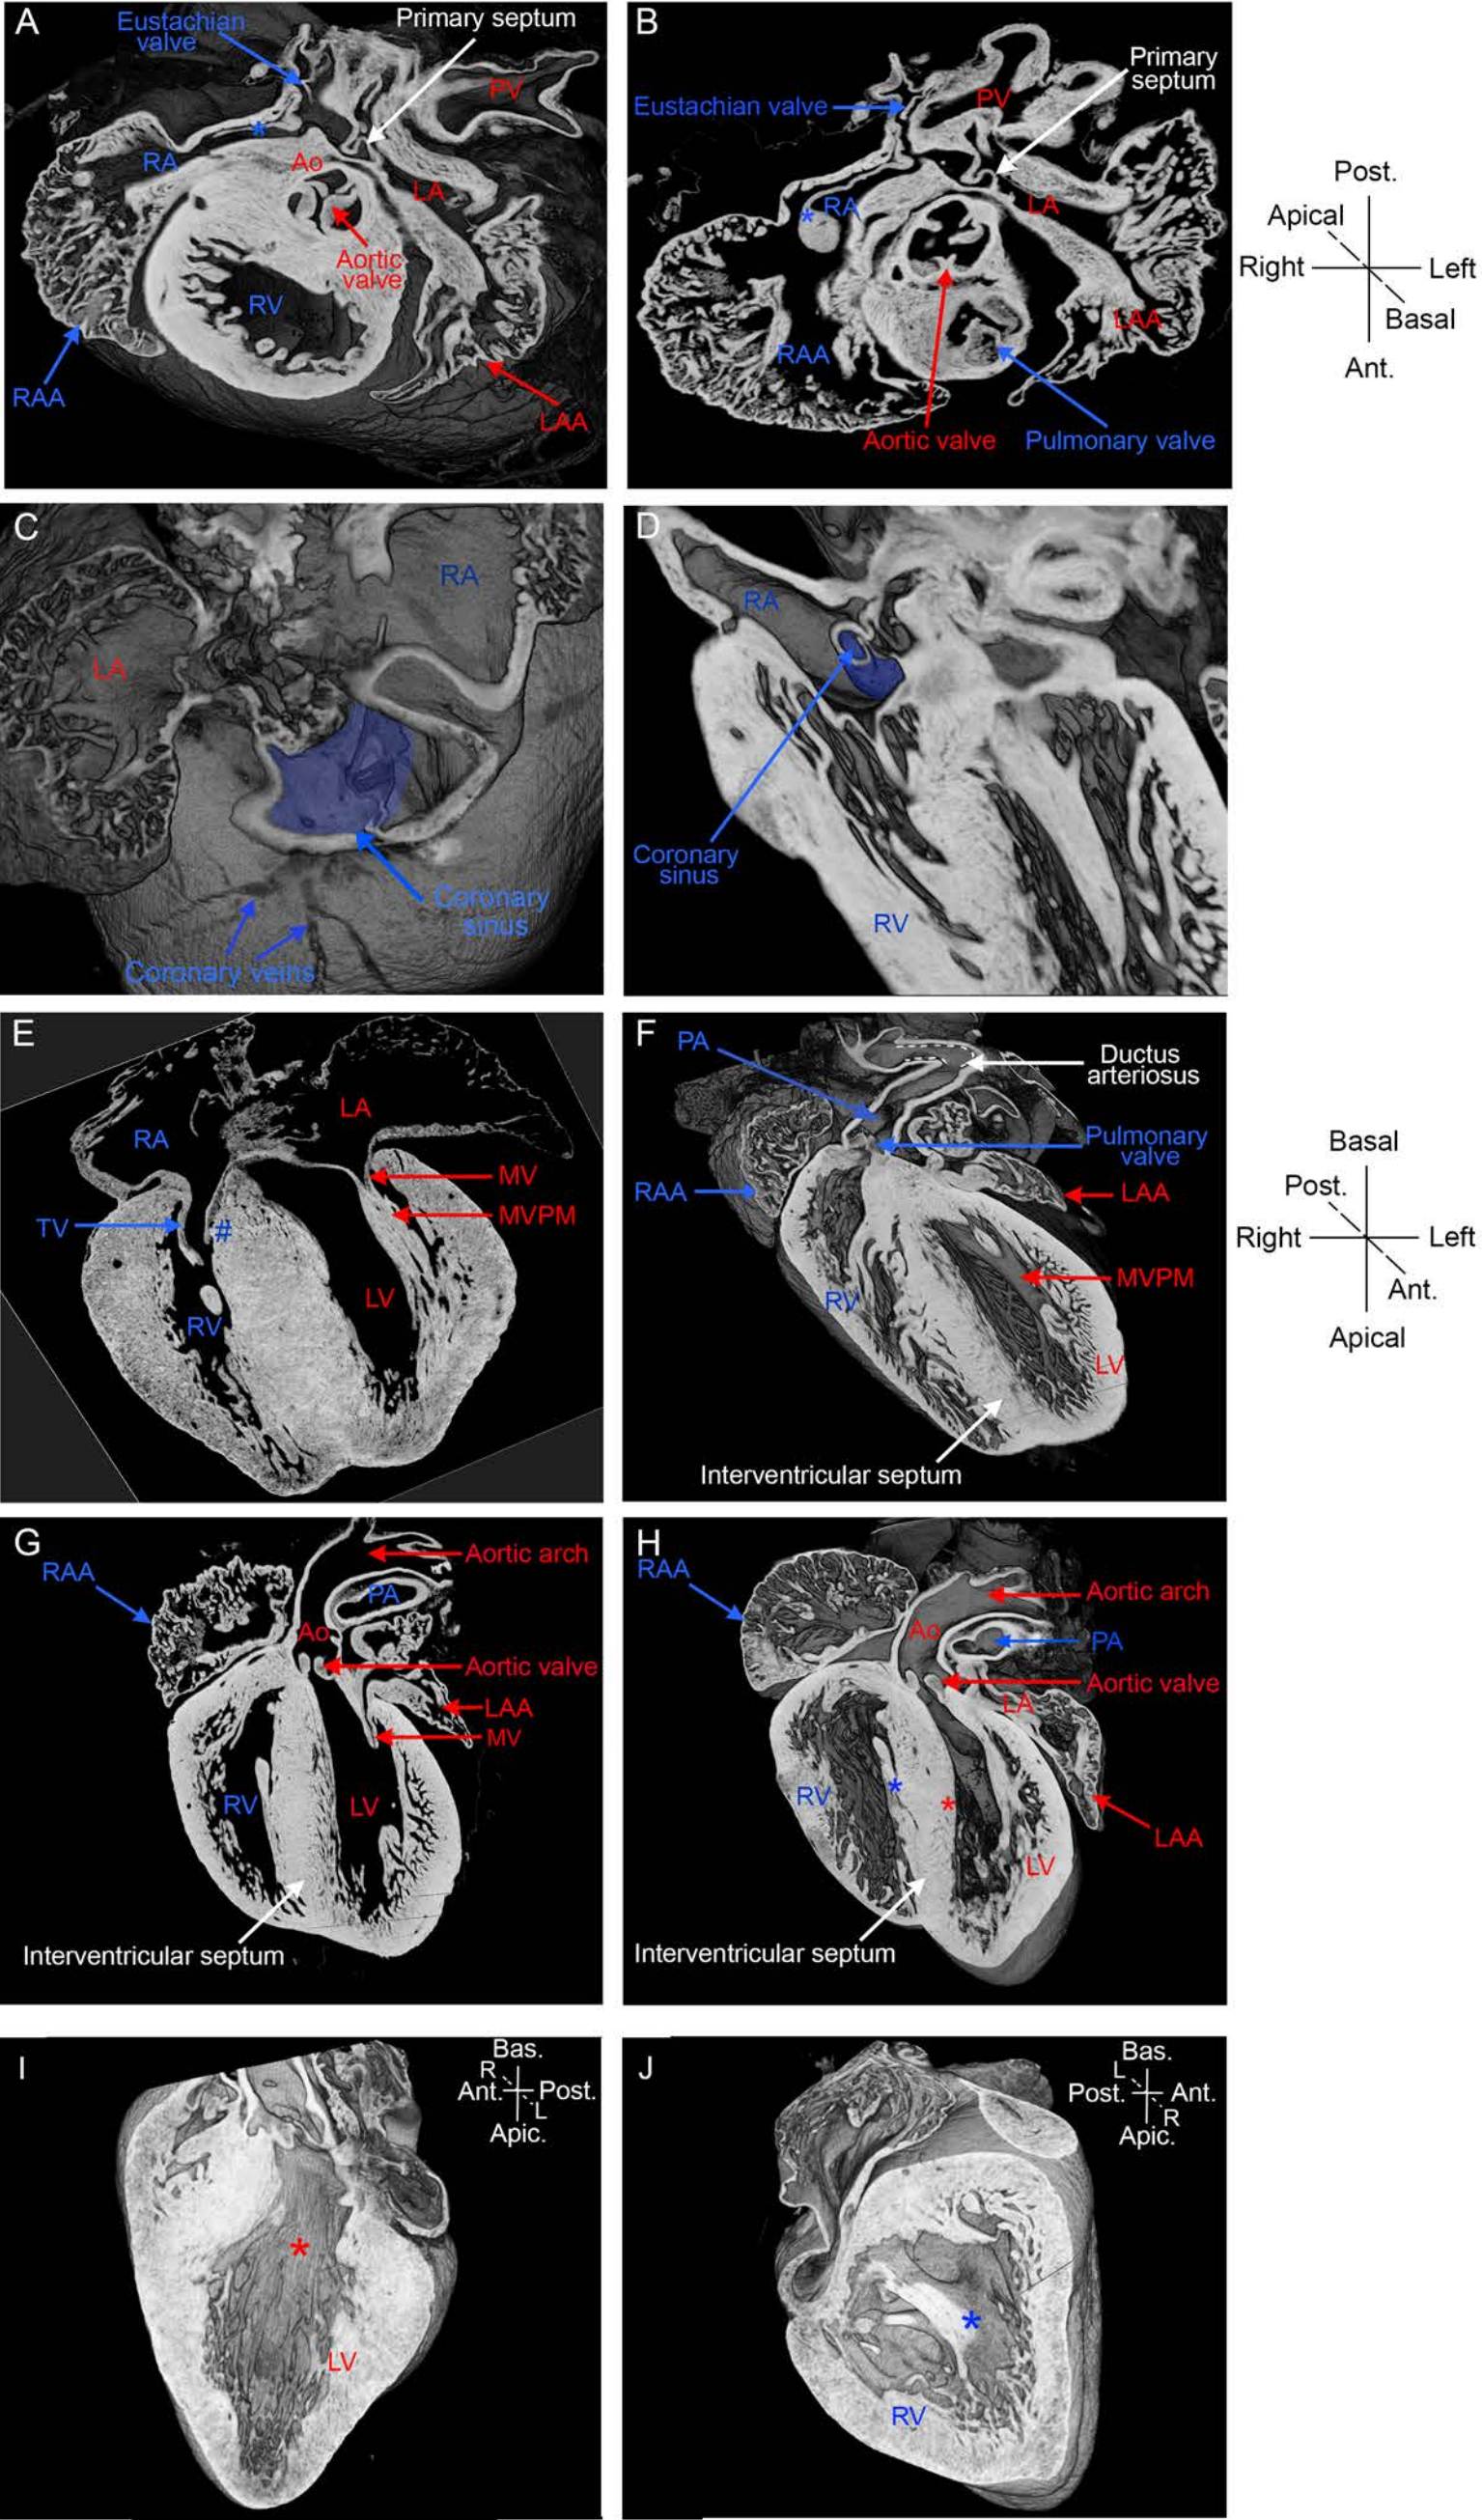 A
Eustachian
valve
Primary septum
PV
*
RA
Ao
LA
Aortic
valve
RV
RAA
LAA
B
Primary
septum
Eustachian valve
PV
*
RA
LA
LAA
RAA
Aortic valve
Pulmonary valve
Post.
Apical
Right
Left
Basal
Ant.
C
RA
LA
Coronary
sinus
Coronary veins
D
RA
Coronary
sinus
RV
E
LA
RA
MV
MVPM
TV
#
LV
RV
F
PA
Ductus
arteriosus
Pulmonary
valve
RAA
LAA
MVPM
RV
LV
Interventricular septum
Basal
Post.
Right
Left
Ant.
Apical
G
RAA
Aortic arch
PA
Ao
Aortic valve
LAA
MV
RV
LV
Interventricular septum
H
RAA
Aortic arch
Ao
PA
Aortic valve
LA
*
RV
*
LAA
LV
Interventricular septum
I
Bas.
R
Ant.
Post.
L
Apic.
*
LV
J
Bas.
L
Post.
Ant.
R
Apic.
*
RV